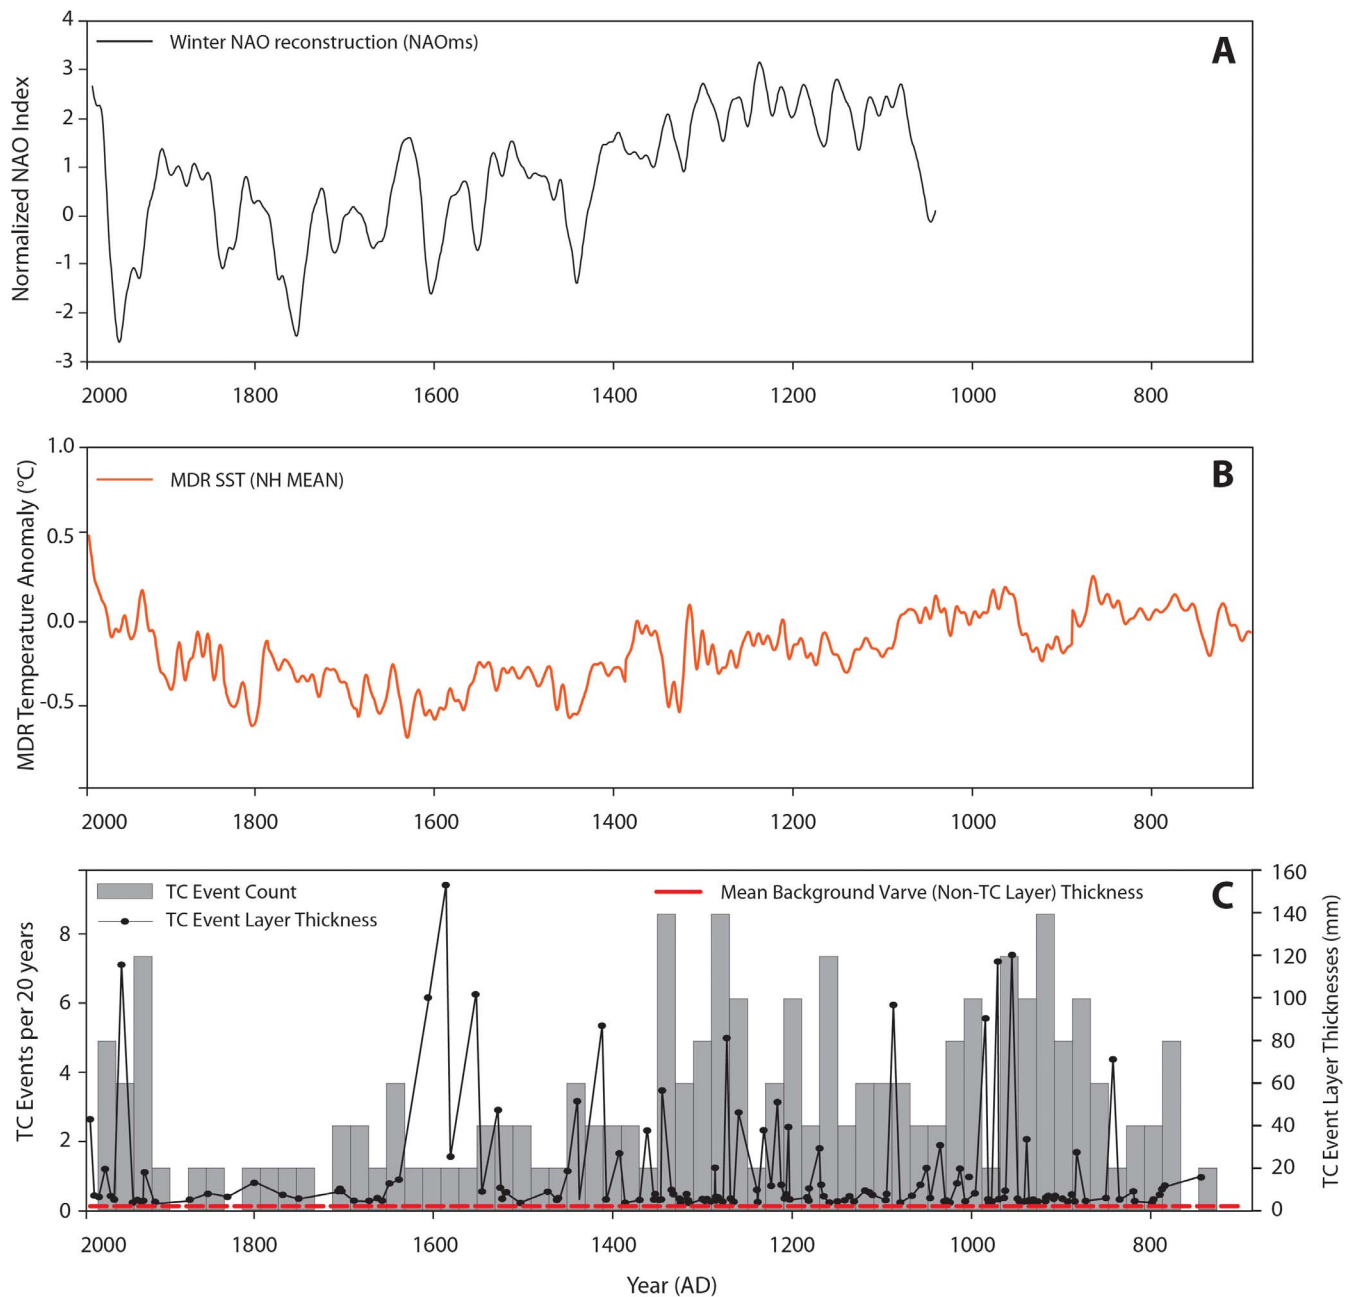 A
Winter NAO reconstruction (NAOms)
Normalized NAO Index
4
3
2
1
0
-1
-2
-3
2000 1800 1600 1400 1200 1000 800
B
MDR SST (NH MEAN)
MDR Temperature Anomaly (°C)
1.0
0.5
0.0
-0.5
2000 1800 1600 1400 1200 1000 800
C
TC Event Count
TC Event Layer Thickness
Mean Background Varve (Non-TC Layer) Thickness
TC Events per 20 years
8
6
4
2
0
TC Event Layer Thicknesses (mm)
160
140
120
100
80
60
40
20
0
2000 1800 1600 1400 1200 1000 800
Year (AD)